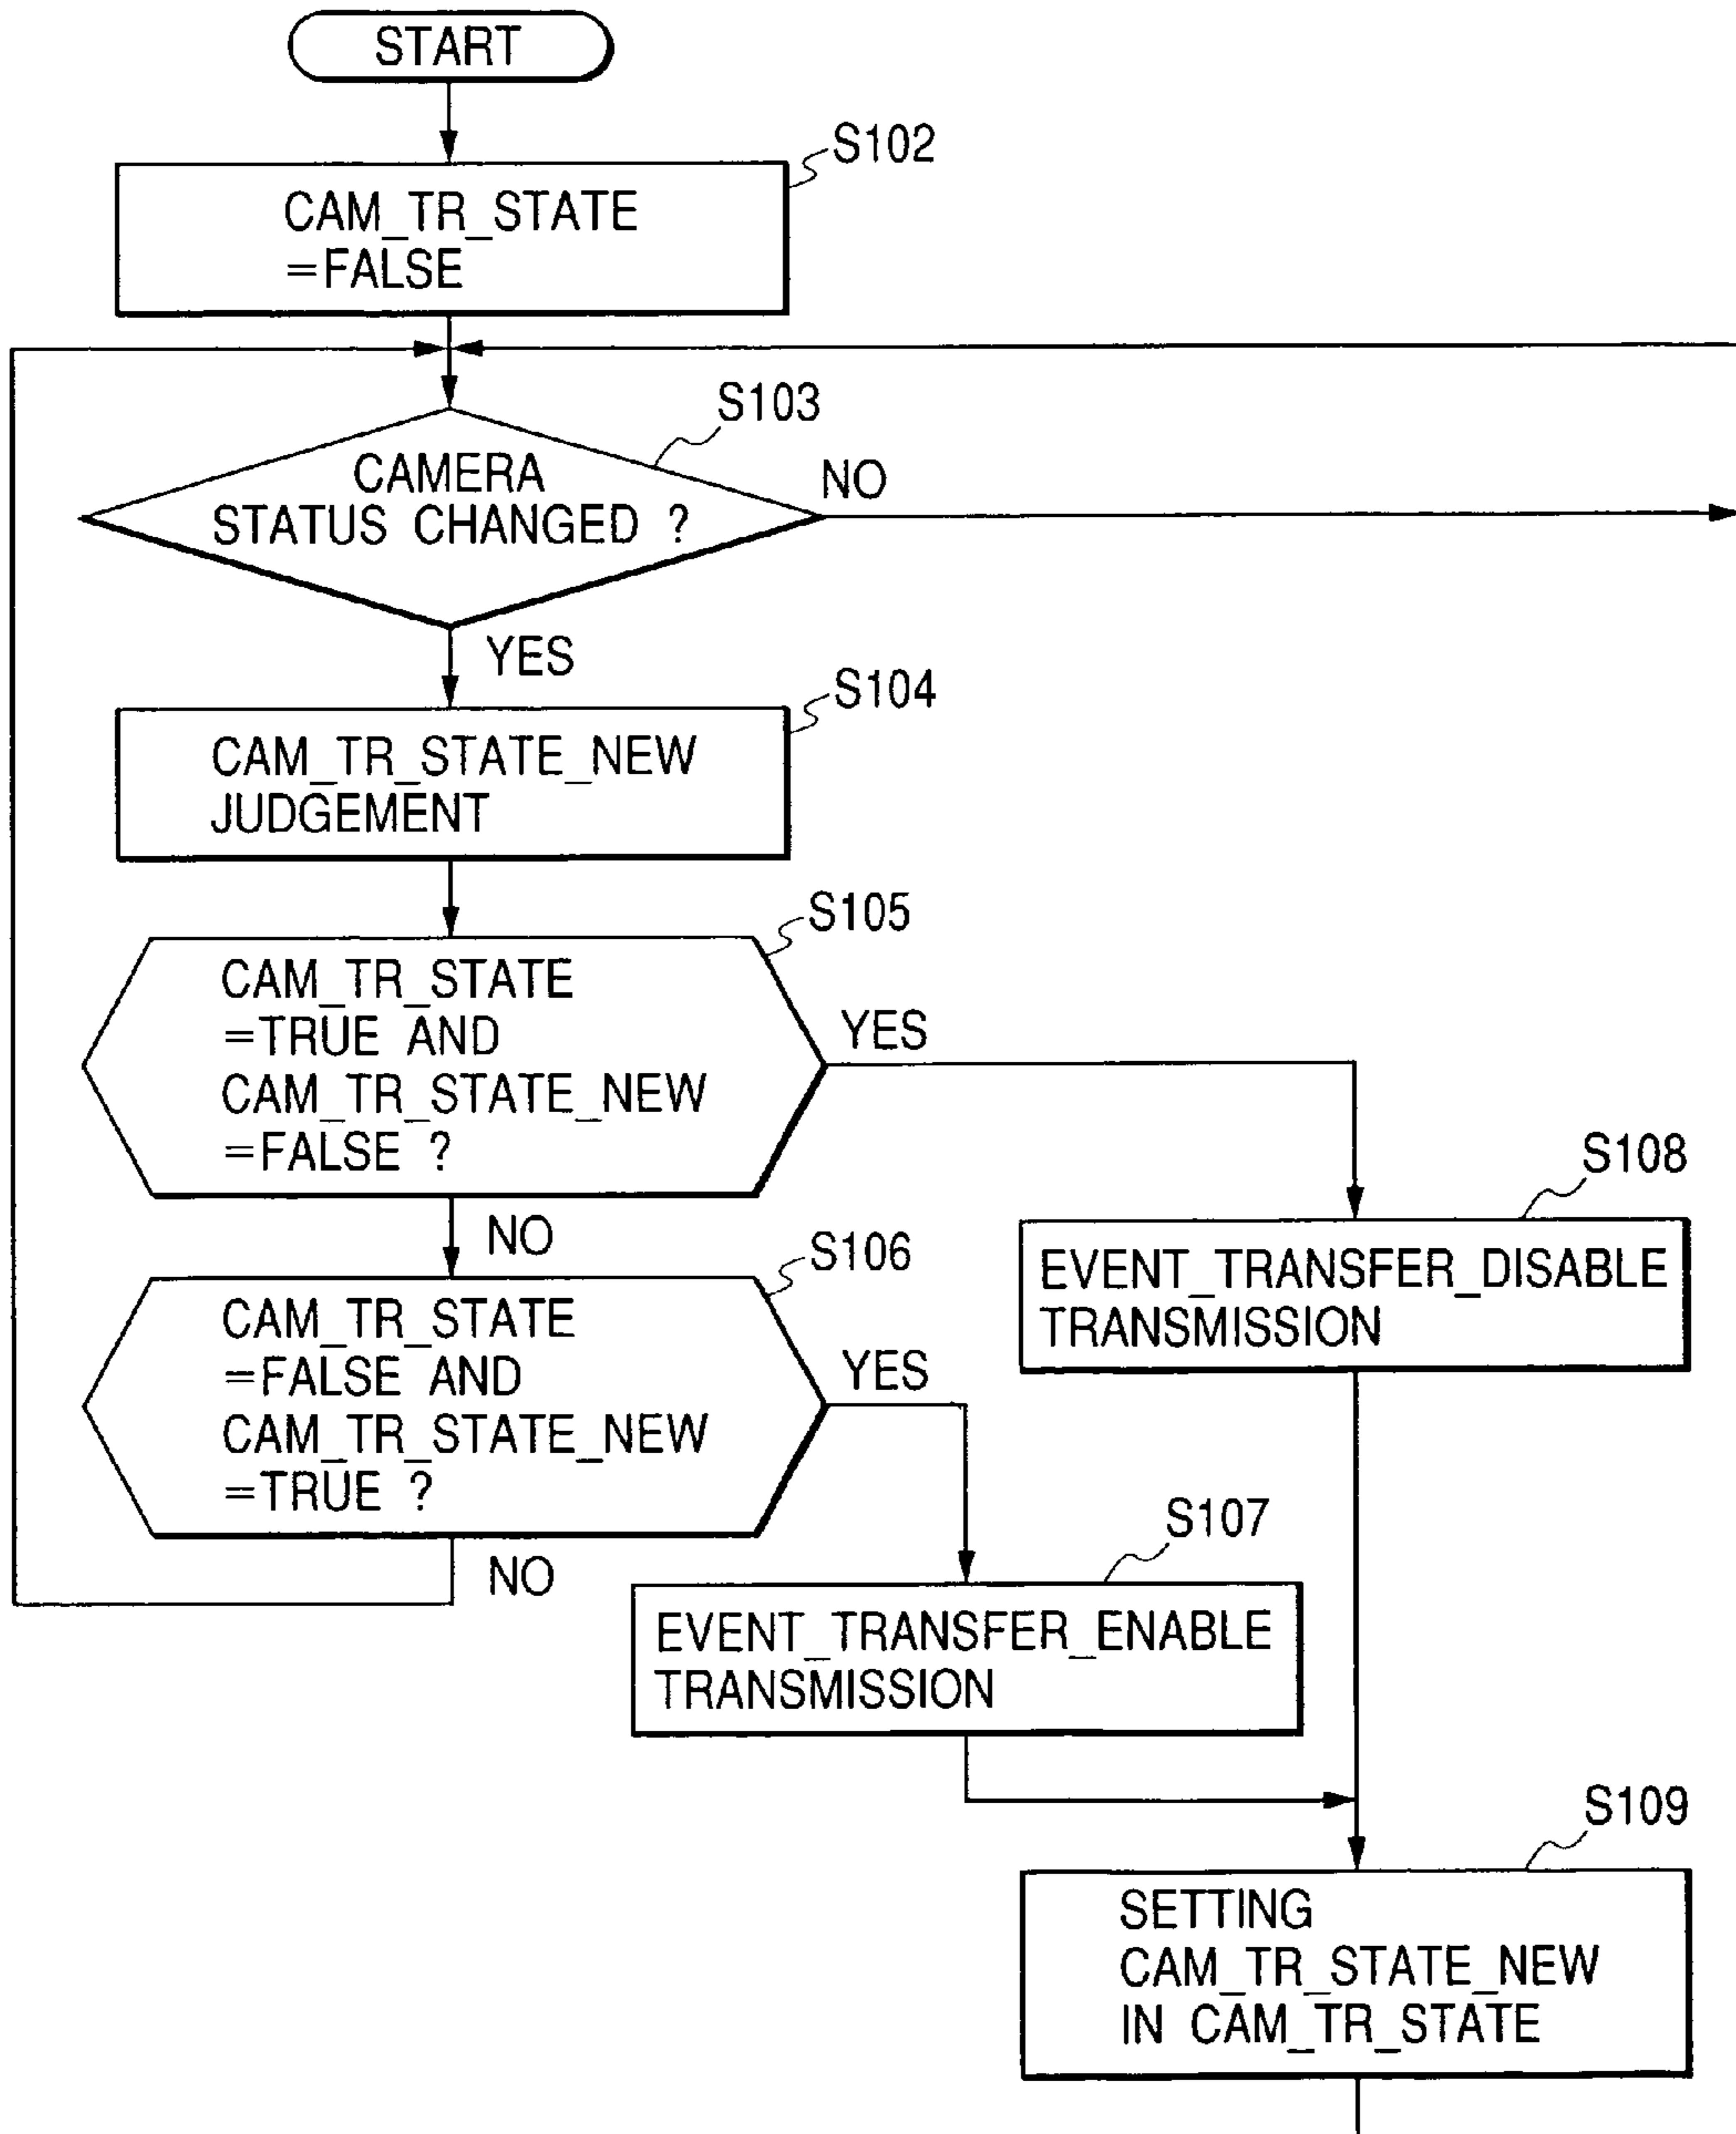 START
S102
CAM_TR_STATE
=FALSE
S103
CAMERA
STATUS CHANGED ?
NO
YES
S104
CAM_TR_STATE_NEW
JUDGEMENT
S105
CAM_TR_STATE
=TRUE AND
CAM_TR_STATE_NEW
=FALSE ?
YES
NO
S108
EVENT_TRANSFER_DISABLE
TRANSMISSION
S106
CAM_TR_STATE
=FALSE AND
CAM_TR_STATE_NEW
=TRUE ?
YES
NO
S107
EVENT_TRANSFER_ENABLE
TRANSMISSION
S109
SETTING
CAM_TR_STATE_NEW
IN CAM_TR_STATE